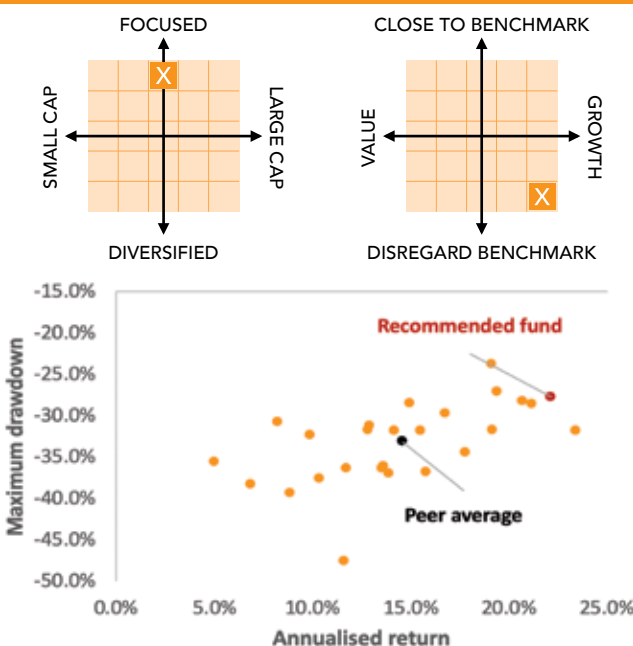 FOCUSED
CLOSE TO BENCHMARK
X
SMALL CAP
LARGE CAP
VALUE
GROWTH
X
DIVERSIFIED
DISREGARD BENCHMARK
-15.0%
-20.0%
-25.0%
-30.0%
-35.0%
-40.0%
-45.0%
-50.0%
Maximum drawdown
Recommended fund
Peer average
0.0%
5.0%
10.0%
15.0%
20.0%
25.0%
Annualised return